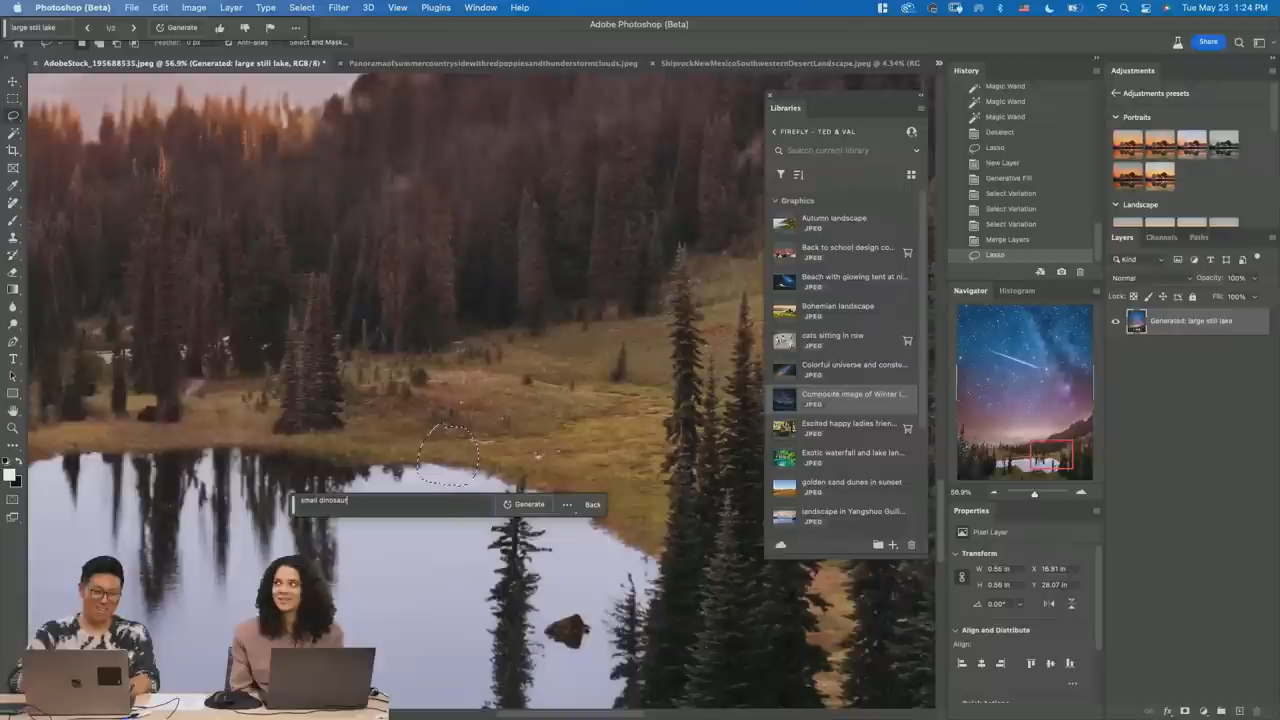 Photoshop (Beta) File Edit Image Layer Type Select Filter 3D View Plugins Window Help Tue May 23 1:24 PM
large still lake 1/3 Generate
Adobe Photoshop (Beta)
Feather: 0 px Anti-alias Select and Mask... Share
AdobeStock_195688535.jpeg @ 56.9% (Generated: large still lake, RGB/8) *
Panoramaofsummercountrysidewithredpoppiesandthunderstormclouds.jpeg
ShiprockNewMexicoSouthwesternDesertLandscape.jpeg @ 4.34% (RG
Libraries
FIREFLY - TED & VAL
Search current library
Graphics
Autumn landscape
JPEG
Back to school design co...
JPEG
Beach with glowing tent at ni...
JPEG
Bohemian landscape
JPEG
cats sitting in row
JPEG
Colorful universe and conste...
JPEG
Composite image of Winter l...
JPEG
Excited happy ladies frien...
JPEG
Exotic waterfall and lake lan...
JPEG
golden sand dunes in sunset
JPEG
landscape in Yangshuo Guili...
JPEG
small dinosaur Generate Back
History
Magic Wand
Magic Wand
Magic Wand
Deselect
Lasso
New Layer
Generative Fill
Select Variation
Select Variation
Select Variation
Merge Layers
Lasso
Navigator Histogram
56.9%
Properties
Pixel Layer
Transform
W 0.55 in X 16.81 in
H 0.56 in Y 28.07 in
0.00°
Align and Distribute
Align:
Quick Actions
Adjustments
Adjustments presets
Portraits
Landscape
Layers Channels Paths
Kind
Normal Opacity: 100%
Lock: Fill: 100%
Generated: large still lake